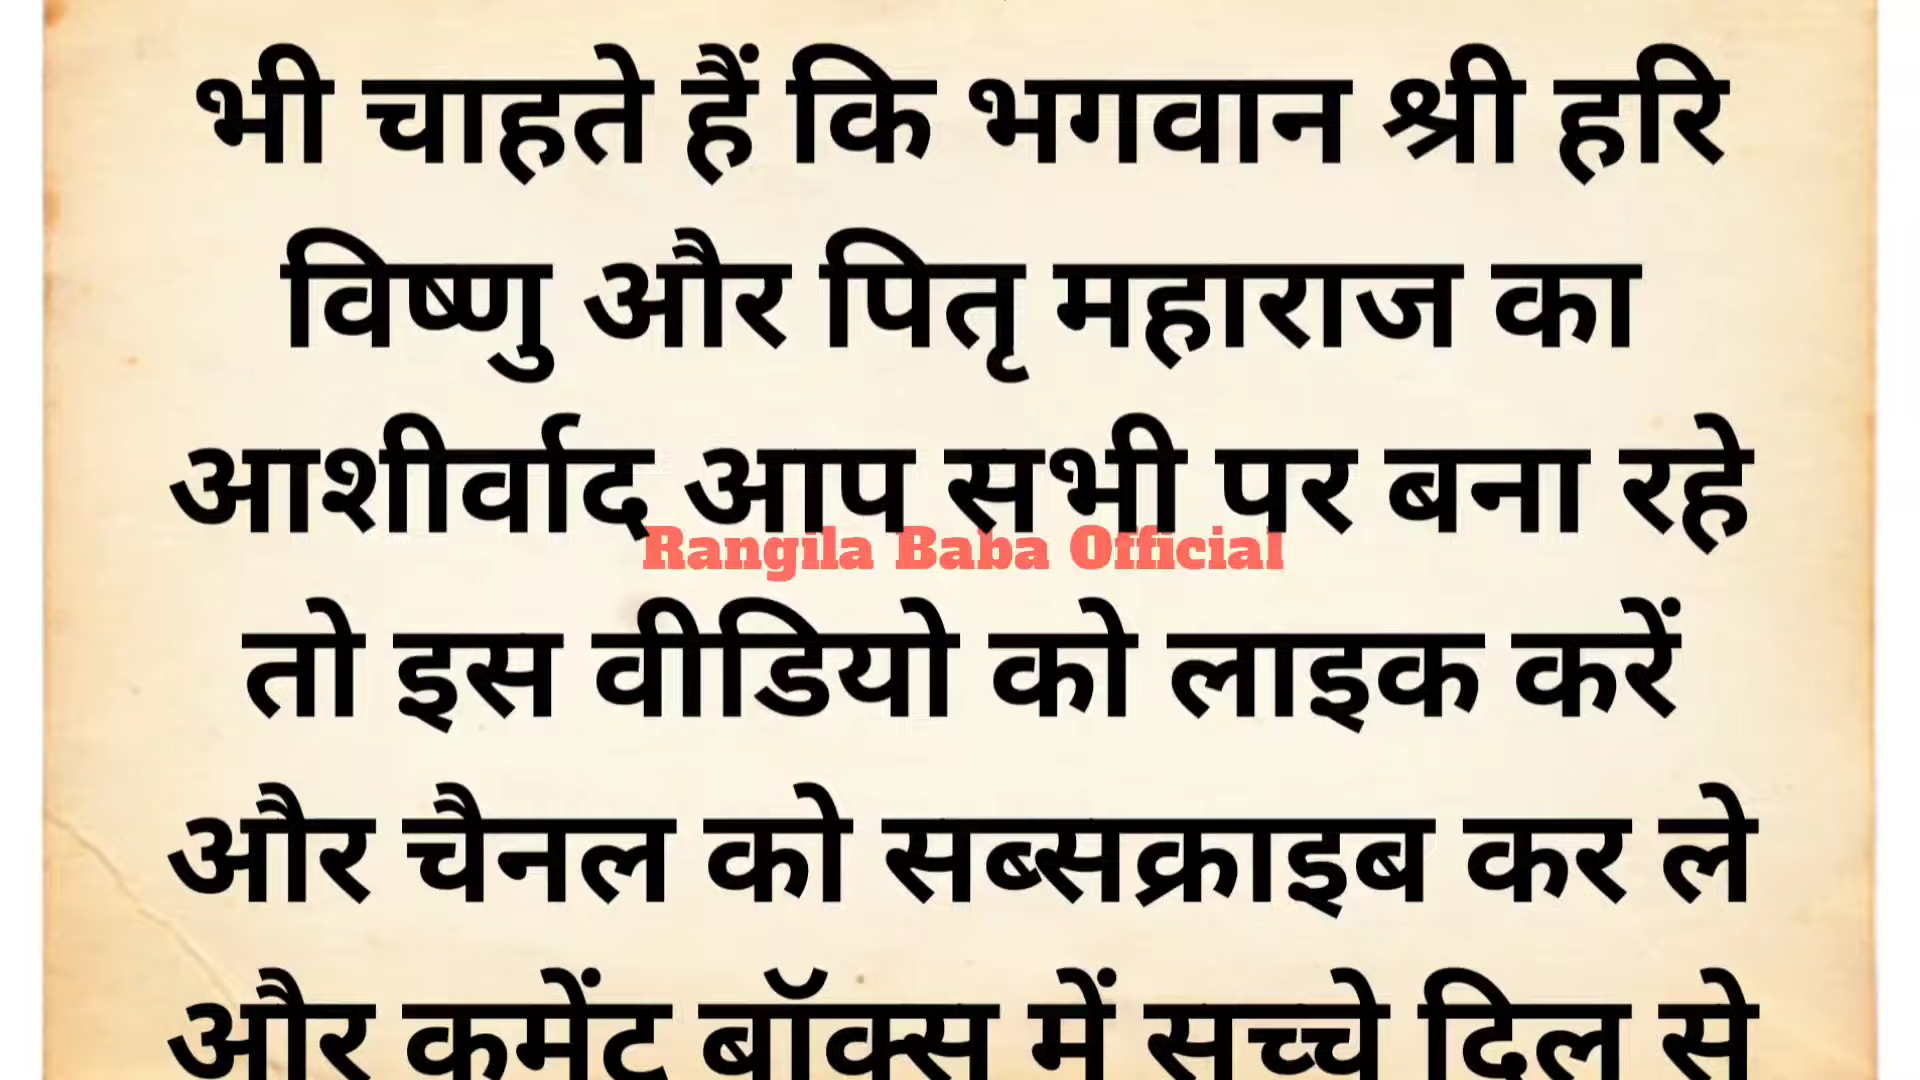 भी चाहते हैं कि भगवान श्री हरि
विष्णु और पितृ महाराज का
आशीर्वाद आप सभी पर बना रहे
Rangila Baba Official
तो इस वीडियो को लाइक करें
और चैनल को सब्सक्राइब कर ले
और कमेंट बॉक्स में सच्चे दिल से